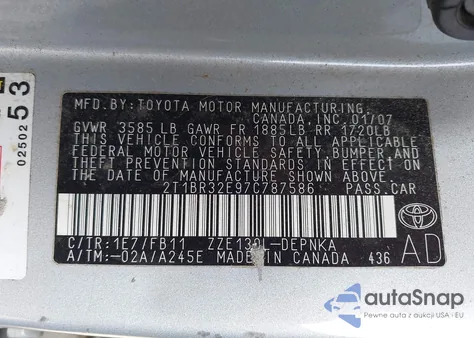 53
02502
MFD.BY:TOYOTA MOTOR MANUFACTURING,
CANADA, INC. 01/07
GVWR 3585 LB GAWR FR 1885LB RR 1720LB
THIS VEHICLE CONFORMS TO ALL APPLICABLE
FEDERAL MOTOR VEHICLE SAFETY, BUMPER, AND
THEFT PREVENTION STANDARDS IN EFFECT ON
THE DATE OF MANUFACTURE SHOWN ABOVE.
2T1BR32E97C787586 PASS.CAR
C/TR:1E7/FB11 ZZE130L-DEPNKA
A/TM:-02A/A245E MADE IN CANADA 436
TOYOTA
AD
autoSnap
Pewne auta z USA i EU